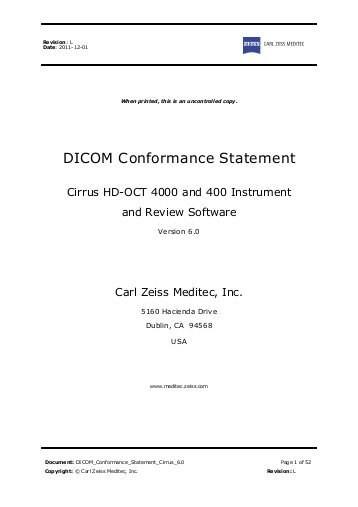 Revision: L
Date: 2011-12-01
ZEISS CARL ZEISS MEDITEC
When printed, this is an uncontrolled copy.
DICOM Conformance Statement
Cirrus HD-OCT 4000 and 400 Instrument
and Review Software
Version 6.0
Carl Zeiss Meditec, Inc.
5160 Hacienda Drive
Dublin, CA 94568
USA
www.meditec.zeiss.com
Document: DICOM_Conformance_Statement_Cirrus_6.0 Page 1 of 52
Copyright: © Carl Zeiss Meditec, Inc. Revision: L